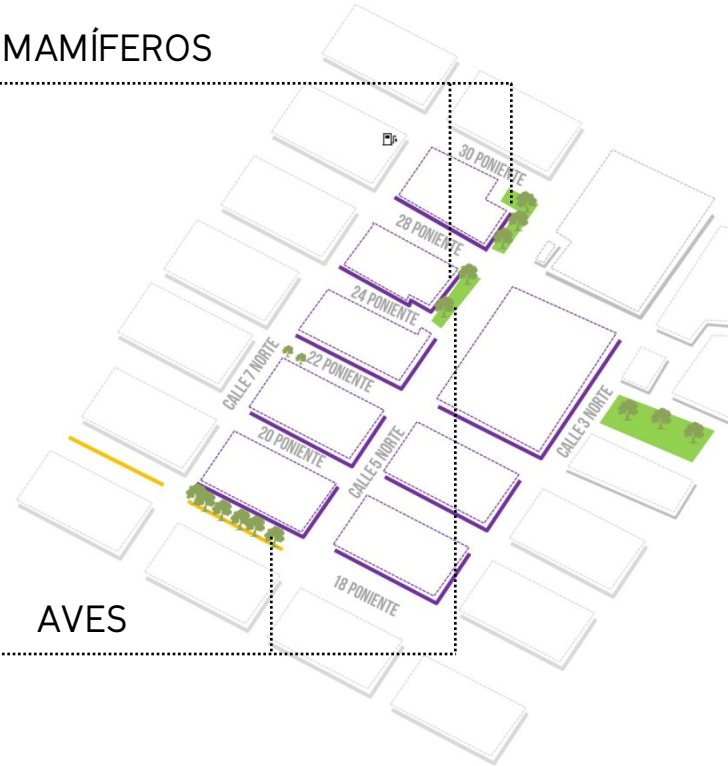 MAMÍFEROS
30 PONIENTE
28 PONIENTE
24 PONIENTE
CALLE 7 NORTE
22 PONIENTE
CALLE 3 NORTE
20 PONIENTE
CALLE 5 NORTE
18 PONIENTE
AVES